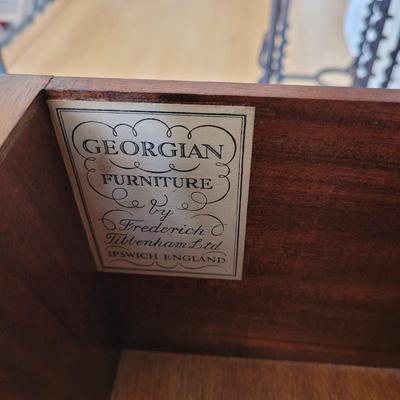 GEORGIAN
FURNITURE
by
Frederich
Tibbenham Ltd
IPSWICH ENGLAND